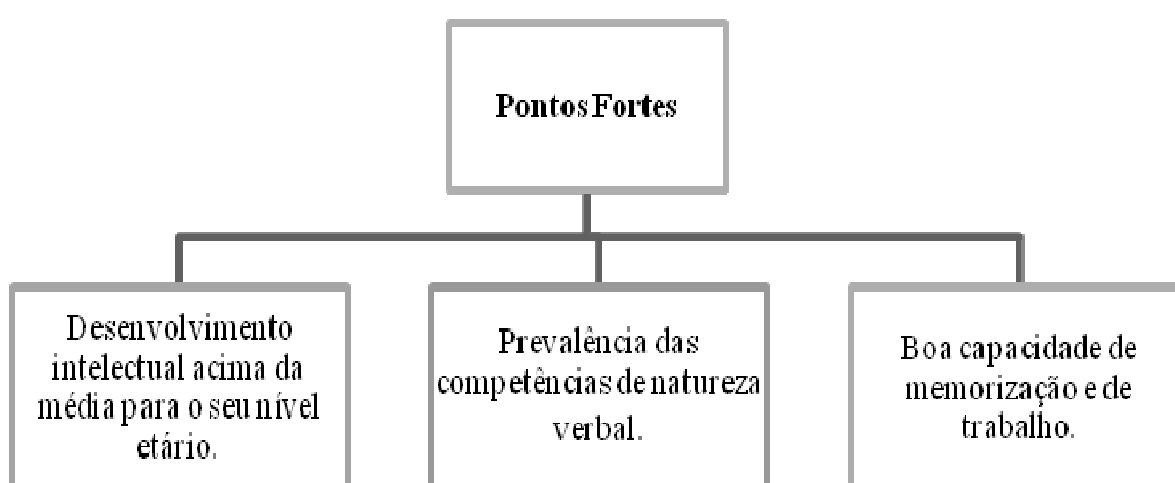 Pontos Fortes
Desenvolvimento
intelectual acima da
média para o seu nível
etário.
Prevalência das
competências de natureza
verbal.
Boa capacidade de
memorização e de
trabalho.